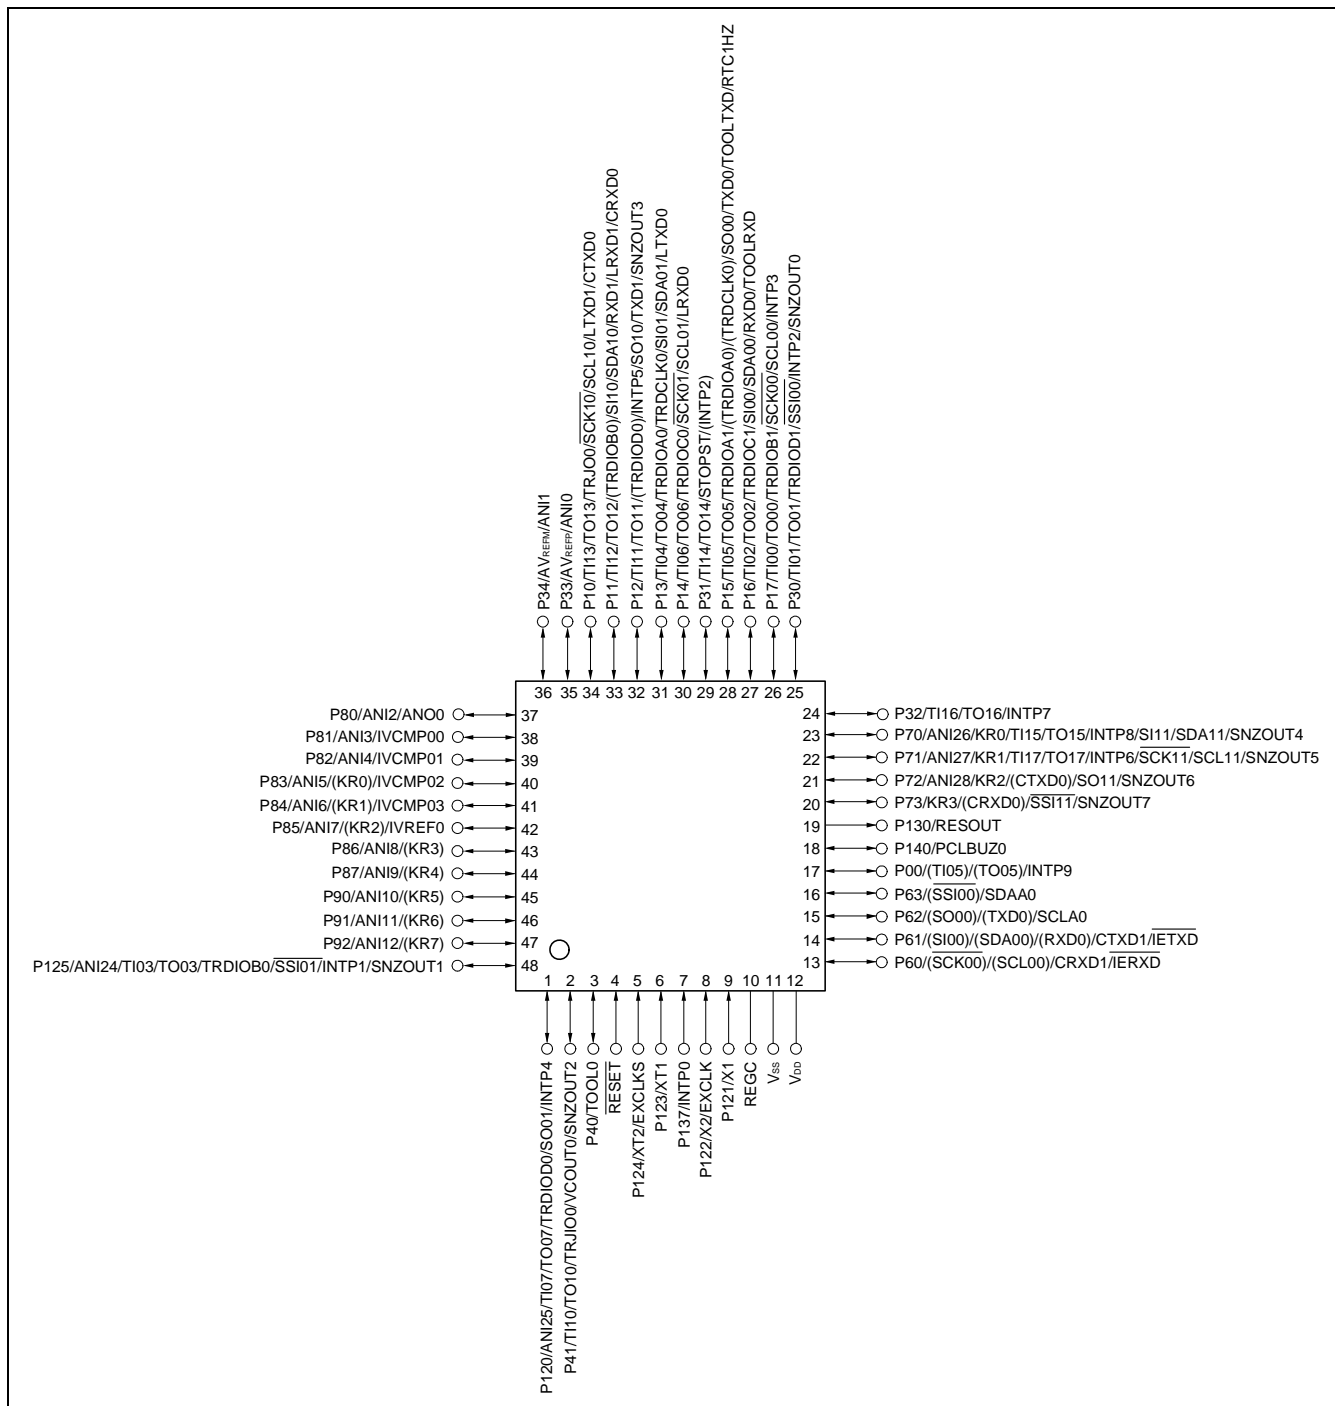 P34/AVREFM/ANI1
P33/AVREFP/ANI0
P10/TI13/TO13/TRJO0/SCK10/SCL10/LTXD1/CTXD0
P11/TI12/TO12/(TRDIOB0)/SI10/SDA10/RXD1/LRXD1/CRXD0
P12/TI11/TO11/(TRDIOD0)/INTP5/SO10/TXD1/SNZOUT3
P13/TI04/TO04/TRDIOA0/TRDCLK0/SI01/SDA01/LTXD0
P14/TI06/TO06/TRDIOC0/SCK01/SCL01/LRXD0
P31/TI14/TO14/STOPST/(INTP2)
P15/TI05/TO05/TRDIOA1/(TRDIOA0)/(TRDCLK0)/SO00/TXD0/TOOLTXD/RTC1HZ
P16/TI02/TO02/TRDIOC1/SI00/SDA00/RXD0/TOOLRXD
P17/TI00/TO00/TRDIOB1/SCK00/SCL00/INTP3
P30/TI01/TO01/TRDIOD1/SSI00/INTP2/SNZOUT0
36 35 34 33 32 31 30 29 28 27 26 25
P80/ANI2/ANO0 37
P81/ANI3/IVCMP00 38
P82/ANI4/IVCMP01 39
P83/ANI5/(KR0)/IVCMP02 40
P84/ANI6/(KR1)/IVCMP03 41
P85/ANI7/(KR2)/IVREF0 42
P86/ANI8/(KR3) 43
P87/ANI9/(KR4) 44
P90/ANI10/(KR5) 45
P91/ANI11/(KR6) 46
P92/ANI12/(KR7) 47
P125/ANI24/TI03/TO03/TRDIOB0/SSI01/INTP1/SNZOUT1 48
24 P32/TI16/TO16/INTP7
23 P70/ANI26/KR0/TI15/TO15/INTP8/SI11/SDA11/SNZOUT4
22 P71/ANI27/KR1/TI17/TO17/INTP6/SCK11/SCL11/SNZOUT5
21 P72/ANI28/KR2/(CTXD0)/SO11/SNZOUT6
20 P73/KR3/(CRXD0)/SSI11/SNZOUT7
19 P130/RESOUT
18 P140/PCLBUZ0
17 P00/(TI05)/(TO05)/INTP9
16 P63/(SSI00)/SDAA0
15 P62/(SO00)/(TXD0)/SCLA0
14 P61/(SI00)/(SDA00)/(RXD0)/CTXD1/IETXD
13 P60/(SCK00)/(SCL00)/CRXD1/IERXD
1 2 3 4 5 6 7 8 9 10 11 12
P120/ANI25/TI07/TO07/TRDIOD0/SO01/INTP4
P41/TI10/TO10/TRJIO0/VCOUT0/SNZOUT2
P40/TOOL0
RESET
P124/XT2/EXCLKS
P123/XT1
P137/INTP0
P122/X2/EXCLK
P121/X1
REGC
VSS
VDD